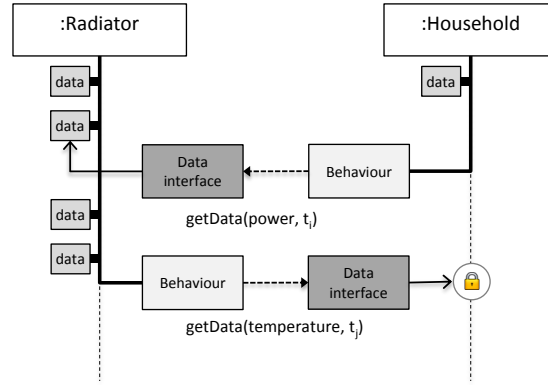 :Radiator
:Household
data
data
data
Data
interface
Behaviour
getData(power, ti)
data
data
Behaviour
Data
interface
getData(temperature, tj)